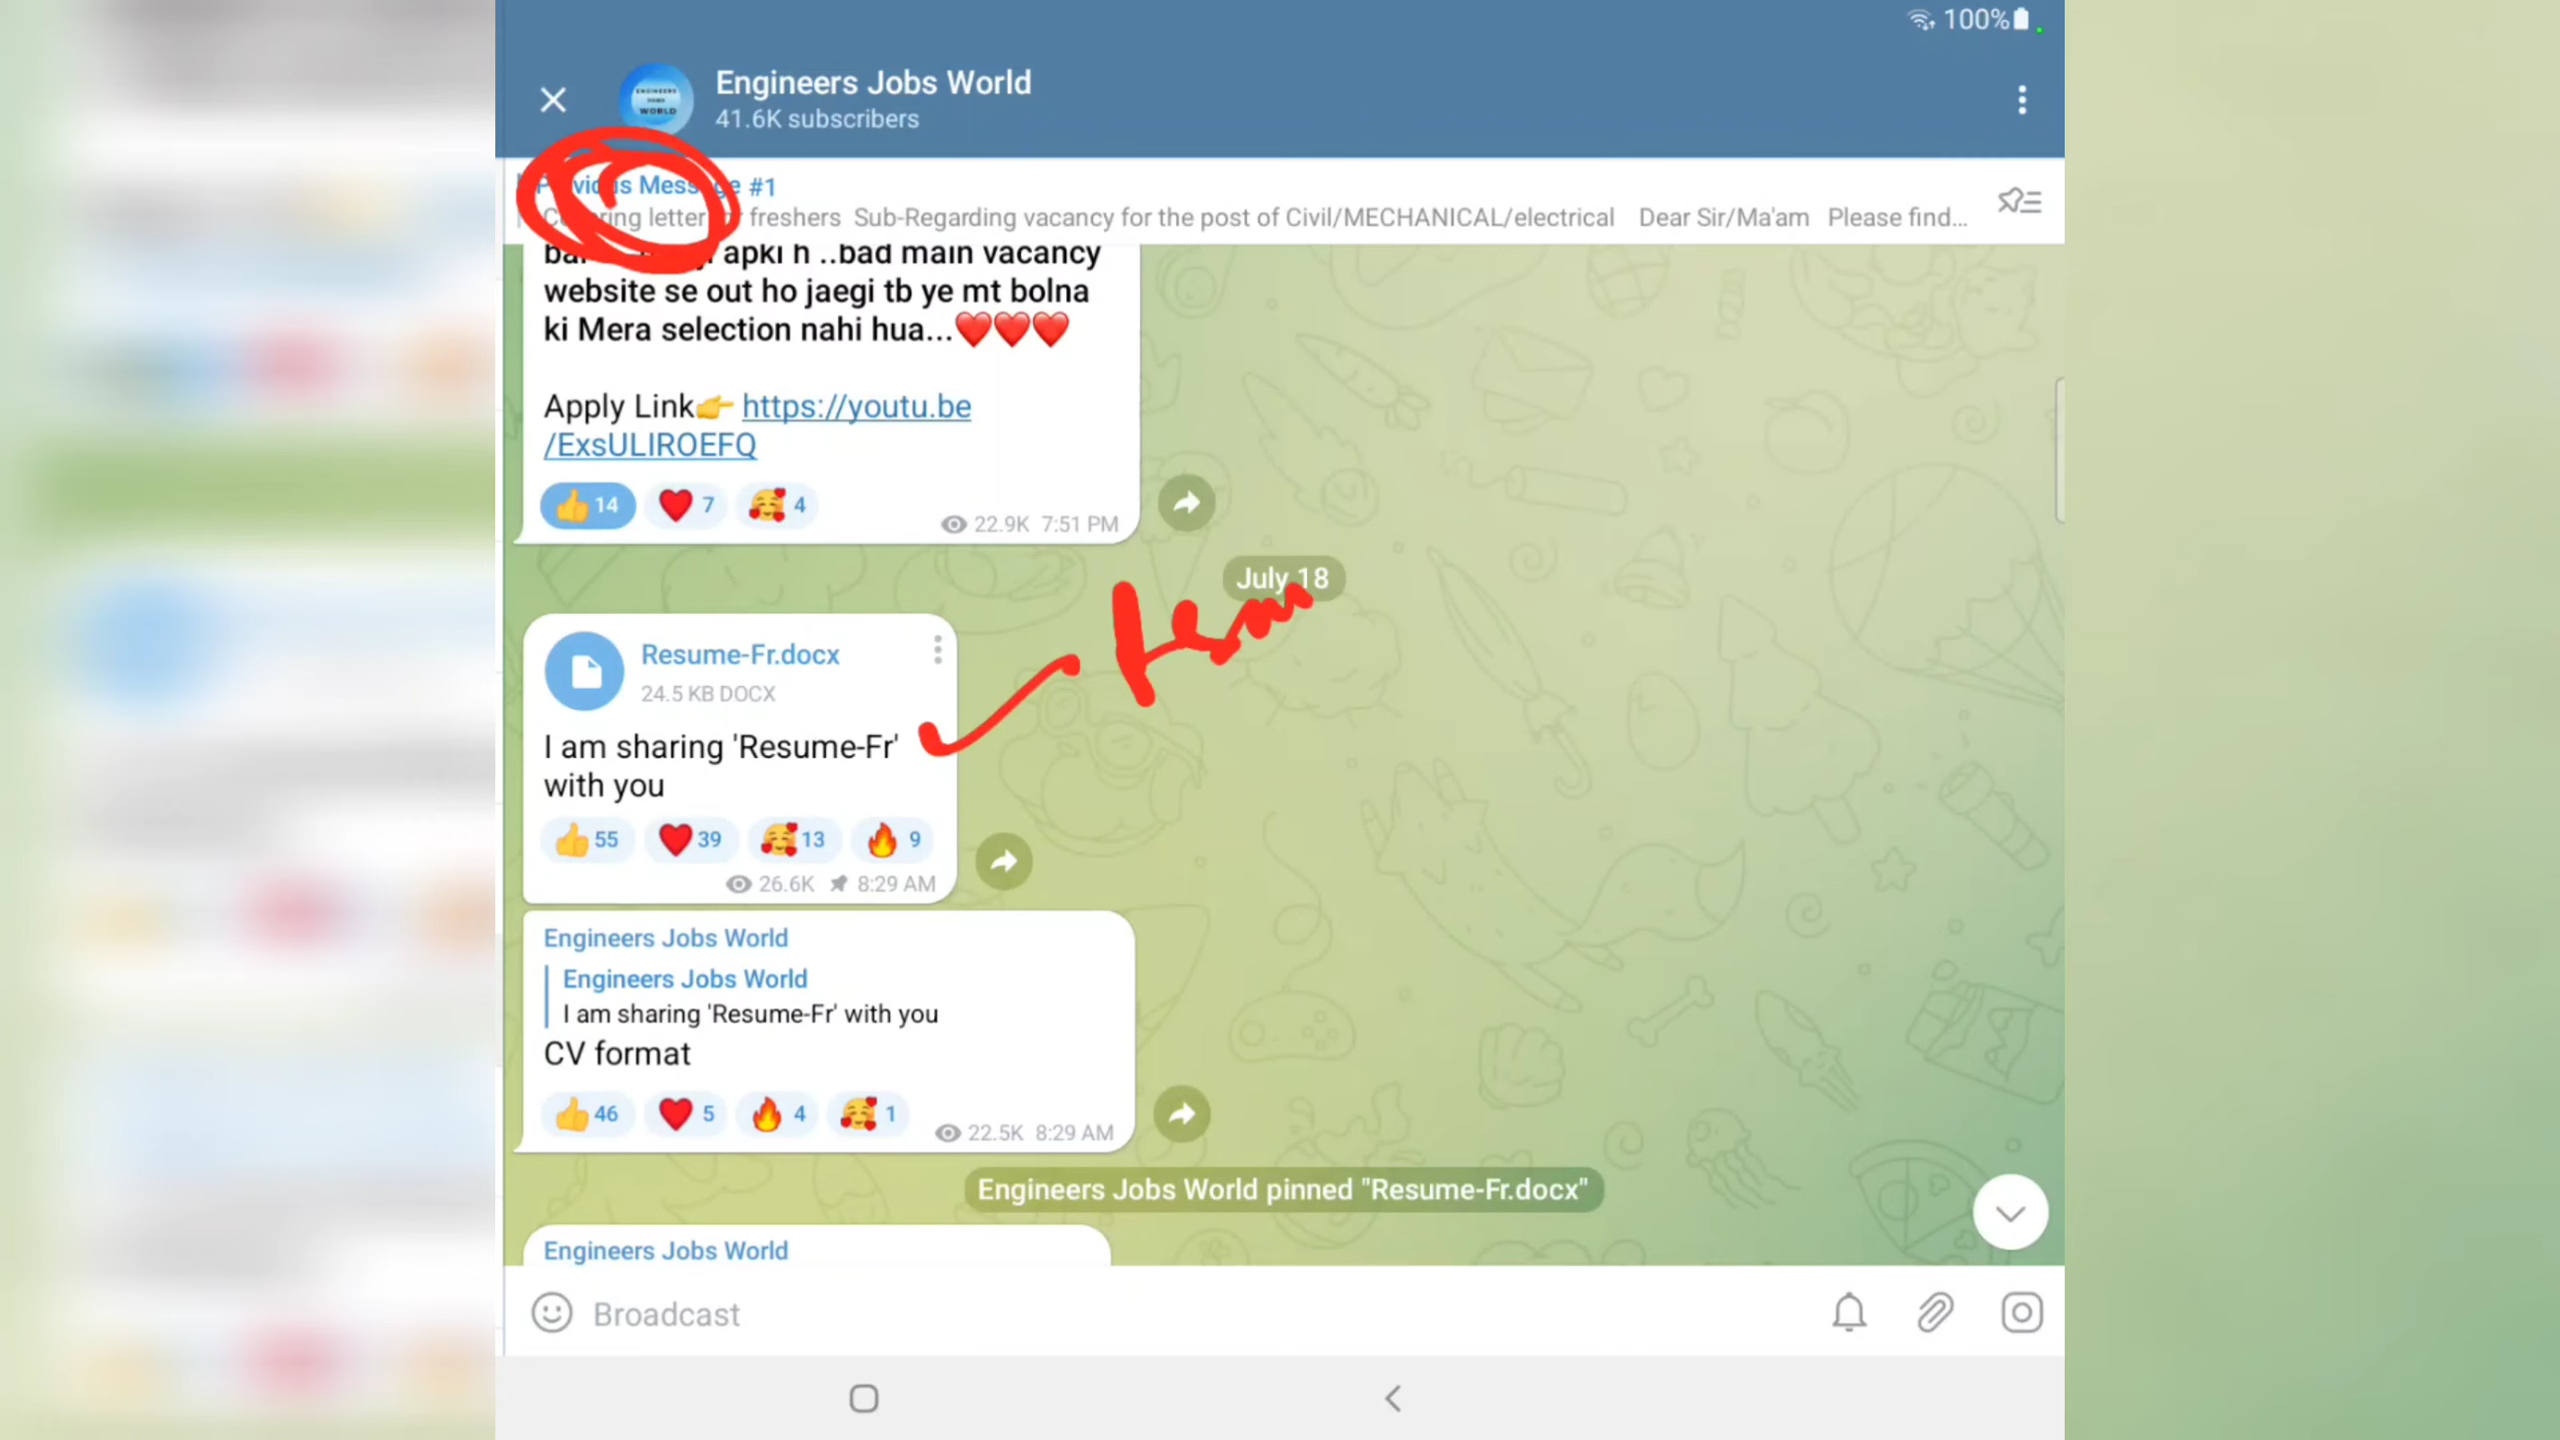 100%
Engineers Jobs World
41.6K subscribers
ENGINEERS
WORLD
Previous Message #1
Covering letter for freshers Sub-Regarding vacancy for the post of Civil/MECHANICAL/electrical Dear Sir/Ma'am Please find...
apki h ..bad main vacancy
website se out ho jaegi tb ye mt bolna
ki Mera selection nahi hua...❤️❤️❤️
Apply Link👉 https://youtu.be
/ExsULIROEFQ
👍 14 ❤️ 7 🥰 4
22.9K 7:51 PM
July 18
Resume-Fr.docx
24.5 KB DOCX
I am sharing 'Resume-Fr'
with you
👍 55 ❤️ 39 🥰 13 🔥 9
26.6K 8:29 AM
Engineers Jobs World
Engineers Jobs World
I am sharing 'Resume-Fr' with you
CV format
👍 46 ❤️ 5 🔥 4 🥰 1
22.5K 8:29 AM
Engineers Jobs World pinned "Resume-Fr.docx"
Engineers Jobs World
Broadcast